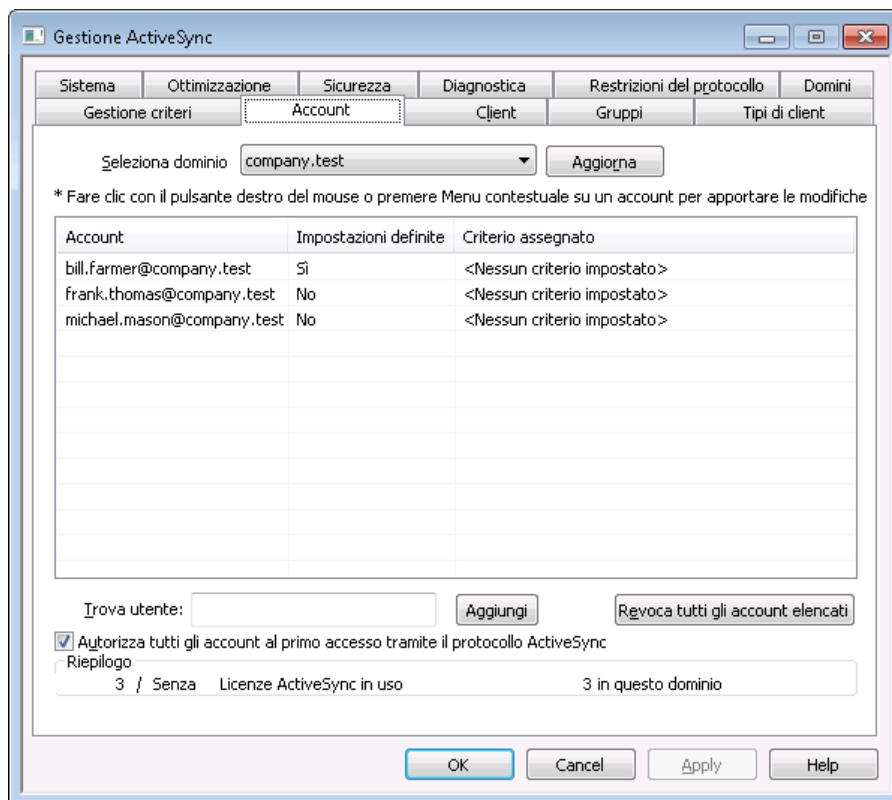 Gestione ActiveSync
Sistema Ottimizzazione Sicurezza Diagnostica Restrizioni del protocollo Domini
Gestione criteri Account Client Gruppi Tipi di client
Seleziona dominio company.test Aggiorna
* Fare clic con il pulsante destro del mouse o premere Menu contestuale su un account per apportare le modifiche
Account Impostazioni definite Criterio assegnato
bill.farmer@company.test Sì <Nessun criterio impostato>
frank.thomas@company.test No <Nessun criterio impostato>
michael.mason@company.test No <Nessun criterio impostato>
Trova utente: Aggiungi Revoca tutti gli account elencati
Autorizza tutti gli account al primo accesso tramite il protocollo ActiveSync
Riepilogo
3 / Senza Licenze ActiveSync in uso 3 in questo dominio
OK Cancel Apply Help